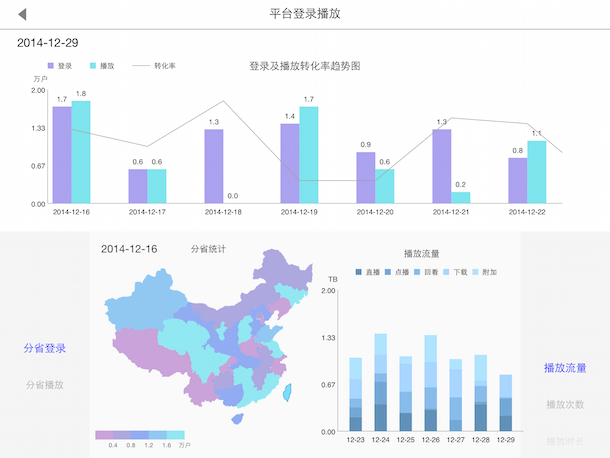 平台登录播放
2014-12-29
登录 播放 转化率
登录及播放转化率趋势图
万户
2.00
1.33
0.67
0.00
1.7 1.8 0.6 0.6 1.3 0.0 1.4 1.7 0.9 0.6 1.3 0.2 0.8 1.1
2014-12-16 2014-12-17 2014-12-18 2014-12-19 2014-12-20 2014-12-21 2014-12-22
分省登录
分省播放
2014-12-16 分省统计
0.4 0.8 1.2 1.6 万户
播放流量
直播 点播 回看 下载 附加
TB
2.00
1.33
0.67
0.00
12-23 12-24 12-25 12-26 12-27 12-28 12-29
播放流量
播放次数
播放时长